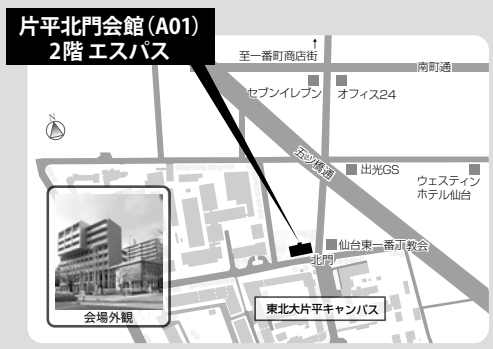 片平北門会館（A01）
2階 エスパス
↑
至一番町商店街
南町通
セブンイレブン
オフィス24
N
五ツ橋通
出光GS
ウェスティン
ホテル仙台
仙台東一番丁教会
北門
東北大片平キャンパス
会場外観